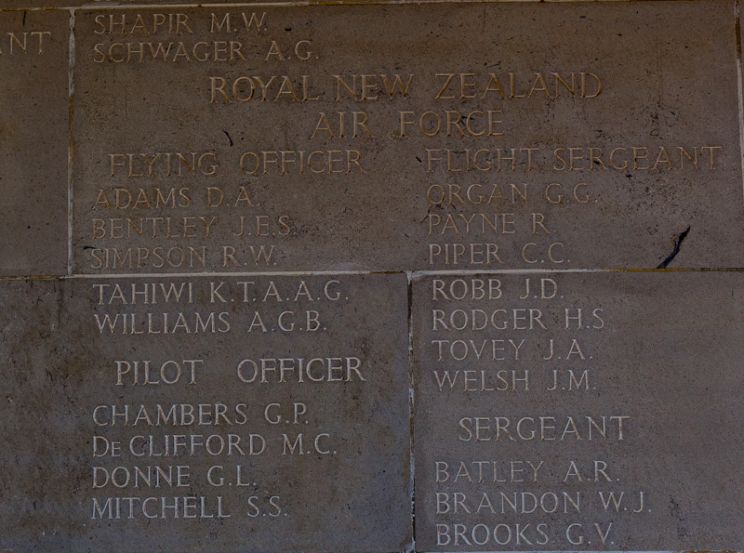 ANT
SHAPIR M.W.
SCHWAGER A.G.
ROYAL NEW ZEALAND
AIR FORCE
FLYING OFFICER
ADAMS D.A.
BENTLEY J.E.S.
SIMPSON R.W.
TAHIWI K.T.A.A.G.
WILLIAMS A.G.B.
PILOT OFFICER
CHAMBERS G.P.
DeCLIFFORD M.C.
DONNE G.L.
MITCHELL S.S.
FLIGHT SERGEANT
ORGAN G.G.
PAYNE R.
PIPER C.C.
ROBB J.D.
RODGER H.S
TOVEY J.A.
WELSH J.M.
SERGEANT
BATLEY A.R.
BRANDON W.J.
BROOKS G.V.